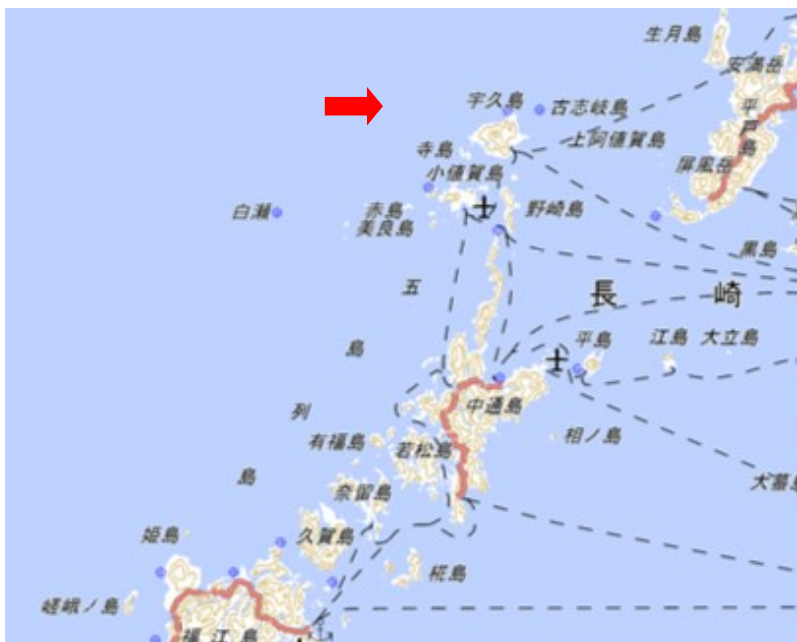 生月島
安満岳
平戸島
宇久島
古志岐島
上阿値賀島
寺島
屏風岳
小値賀島
白瀬
赤島
野崎島
美良島
黒島
五島列島
長崎
平島
江島
大立島
中通島
有福島
若松島
相ノ島
奈留島
大蟇島
久賀島
姫島
椛島
嵯峨ノ島
福江島